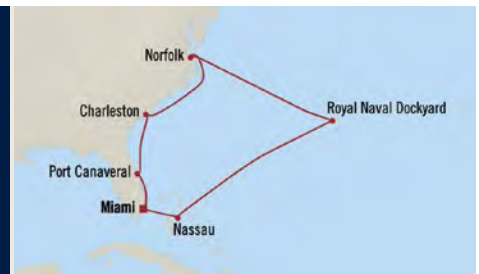 Norfolk
Charleston
Royal Naval Dockyard
Port Canaveral
Miami
Nassau